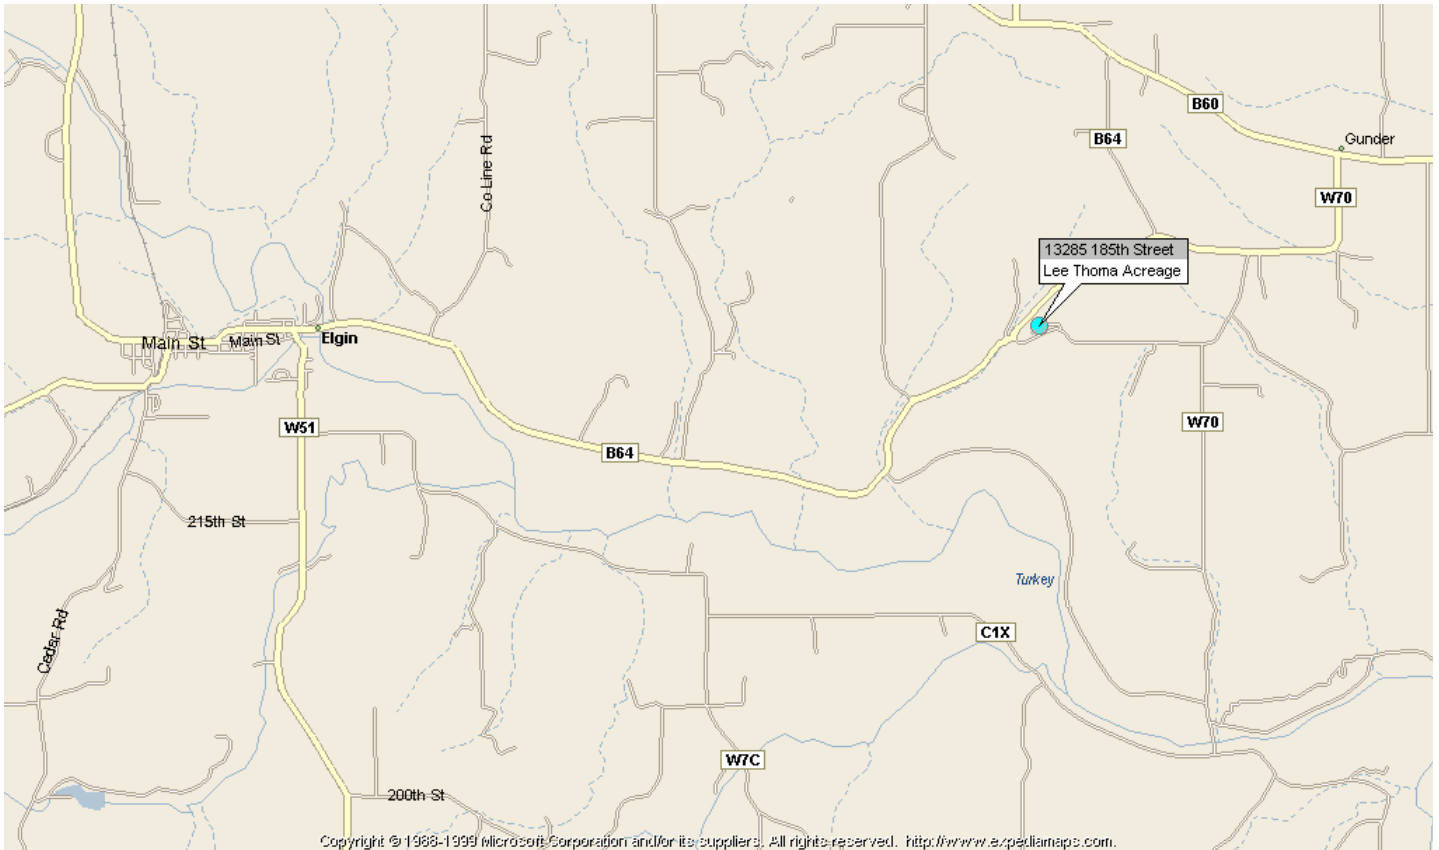 B60
B64
Gunder
Co Line Rd
W70
13285 185th Street
Lee Thoma Acreage
Main St
Main St
Elgin
W51
W70
B64
215th St
Turkey
C1X
Cedar Rd
W7C
200th St
Copyright © 1988-1999 Microsoft Corporation and/or its suppliers. All rights reserved. http://www.expediamaps.com.